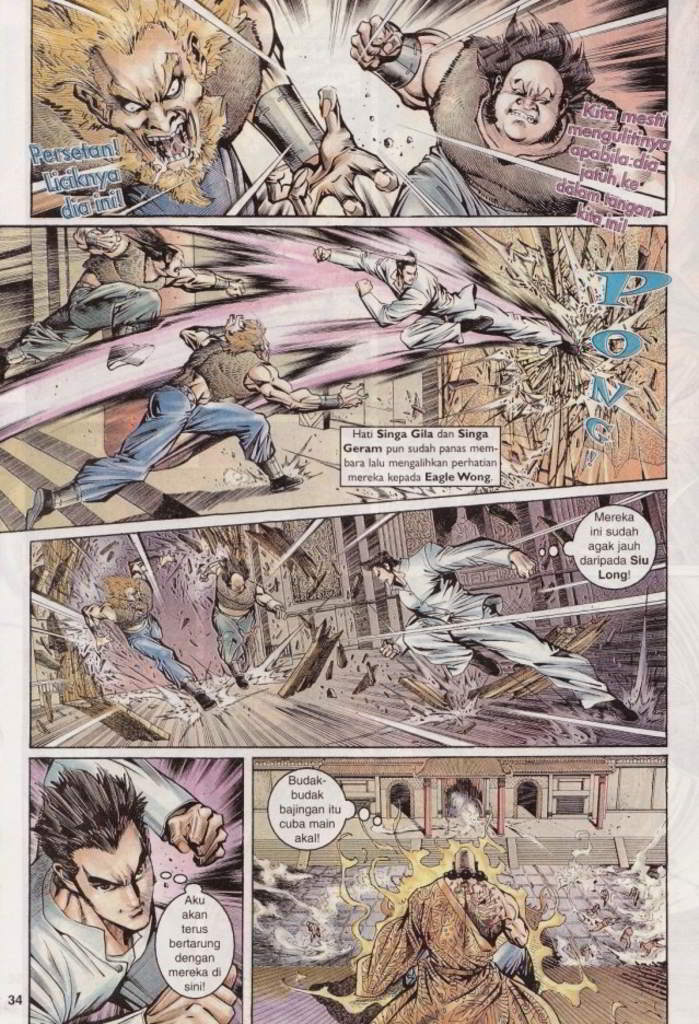 Persetan!
Liciknya
dia ini!
Kita mesti
mengulitinya
apabila dia
jatuh ke
dalam tangan
kita ini!
PONG!
Hati Singa Gila dan Singa
Geram pun sudah panas mem-
bara lalu mengalihkan perhatian
mereka kepada Eagle Wong.
Mereka
ini sudah
agak jauh
daripada Siu
Long!
Aku
akan
terus
bertarung
dengan
mereka di
sini!
Budak-
budak
bajingan itu
cuba main
akal!
34